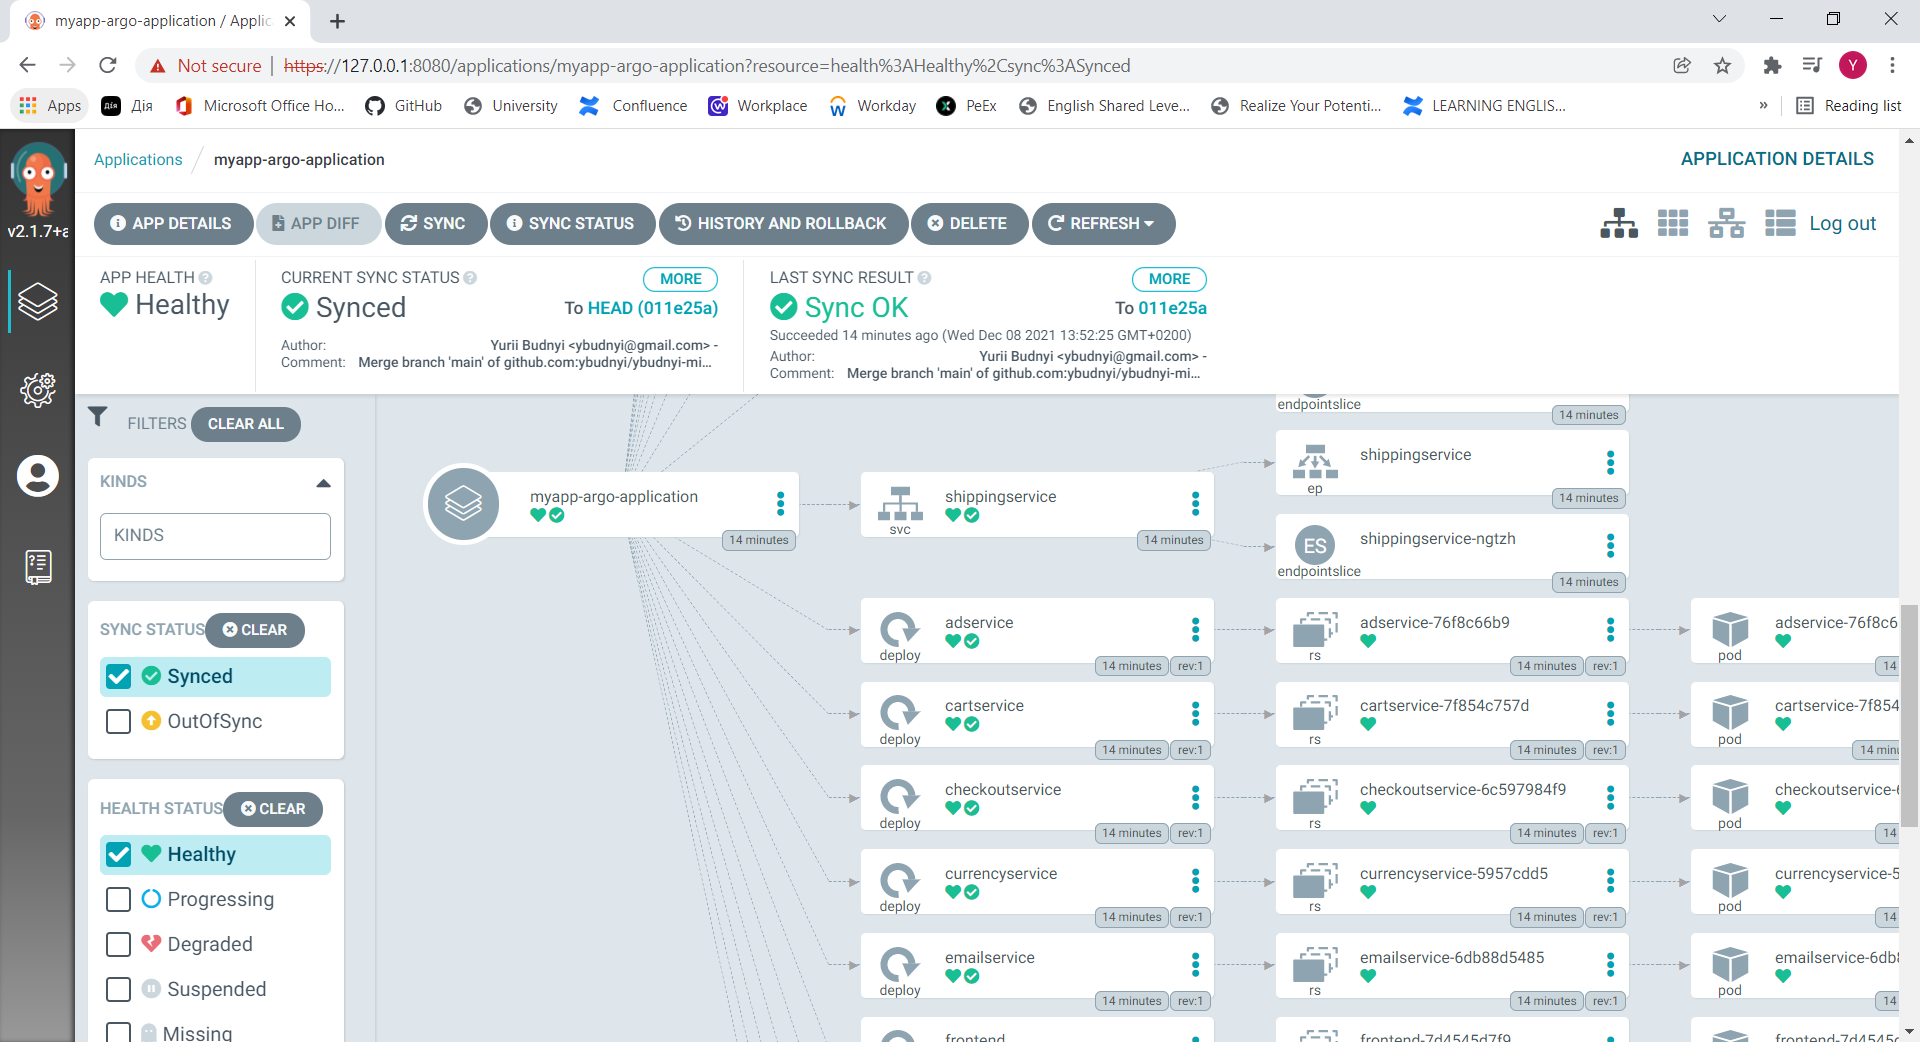 myapp-argo-application / Applic
Not secure | https://127.0.0.1:8080/applications/myapp-argo-application?resource=health%3AHealthy%2Csync%3ASynced
Y
Apps Дія Microsoft Office Ho... GitHub University Confluence Workplace Workday PeEx English Shared Leve... Realize Your Potenti... LEARNING ENGLIS... » Reading list
v2.1.7+a
Applications / myapp-argo-application
APPLICATION DETAILS
APP DETAILS APP DIFF SYNC SYNC STATUS HISTORY AND ROLLBACK DELETE REFRESH
Log out
APP HEALTH
Healthy
CURRENT SYNC STATUS MORE
Synced
To HEAD (011e25a)
Author: Yurii Budnyi <ybudnyi@gmail.com> -
Comment: Merge branch 'main' of github.com:ybudnyi/ybudnyi-mi...
LAST SYNC RESULT MORE
Sync OK
To 011e25a
Succeeded 14 minutes ago (Wed Dec 08 2021 13:52:25 GMT+0200)
Author: Yurii Budnyi <ybudnyi@gmail.com> -
Comment: Merge branch 'main' of github.com:ybudnyi/ybudnyi-mi...
FILTERS CLEAR ALL
KINDS
KINDS
SYNC STATUS CLEAR
Synced
OutOfSync
HEALTH STATUS CLEAR
Healthy
Progressing
Degraded
Suspended
Missing
myapp-argo-application
14 minutes
shippingservice
svc
14 minutes
endpointslice
14 minutes
shippingservice
ep
14 minutes
ES
shippingservice-ngtzh
endpointslice
14 minutes
adservice
deploy
14 minutes rev:1
adservice-76f8c66b9
rs
14 minutes rev:1
adservice-76f8c6
pod
14
cartservice
deploy
14 minutes rev:1
cartservice-7f854c757d
rs
14 minutes rev:1
cartservice-7f854
pod
14 minu
checkoutservice
deploy
14 minutes rev:1
checkoutservice-6c597984f9
rs
14 minutes rev:1
checkoutservice-6
pod
14
currencyservice
deploy
14 minutes rev:1
currencyservice-5957cdd5
rs
14 minutes rev:1
currencyservice-5
pod
14
emailservice
deploy
14 minutes rev:1
emailservice-6db88d5485
rs
14 minutes rev:1
emailservice-6db8
pod
14
frontend
frontend-7d4545d7f9
frontend-7d4545d